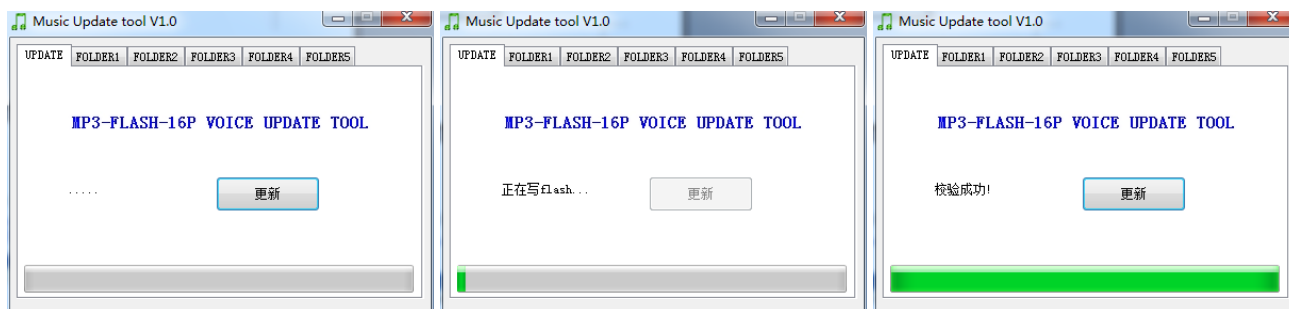 Music Update tool V1.0
UPDATE FOLDER1 FOLDER2 FOLDER3 FOLDER4 FOLDER5
MP3-FLASH-16P VOICE UPDATE TOOL
..... 更新
Music Update tool V1.0
UPDATE FOLDER1 FOLDER2 FOLDER3 FOLDER4 FOLDER5
MP3-FLASH-16P VOICE UPDATE TOOL
正在写flash... 更新
Music Update tool V1.0
UPDATE FOLDER1 FOLDER2 FOLDER3 FOLDER4 FOLDER5
MP3-FLASH-16P VOICE UPDATE TOOL
校验成功! 更新